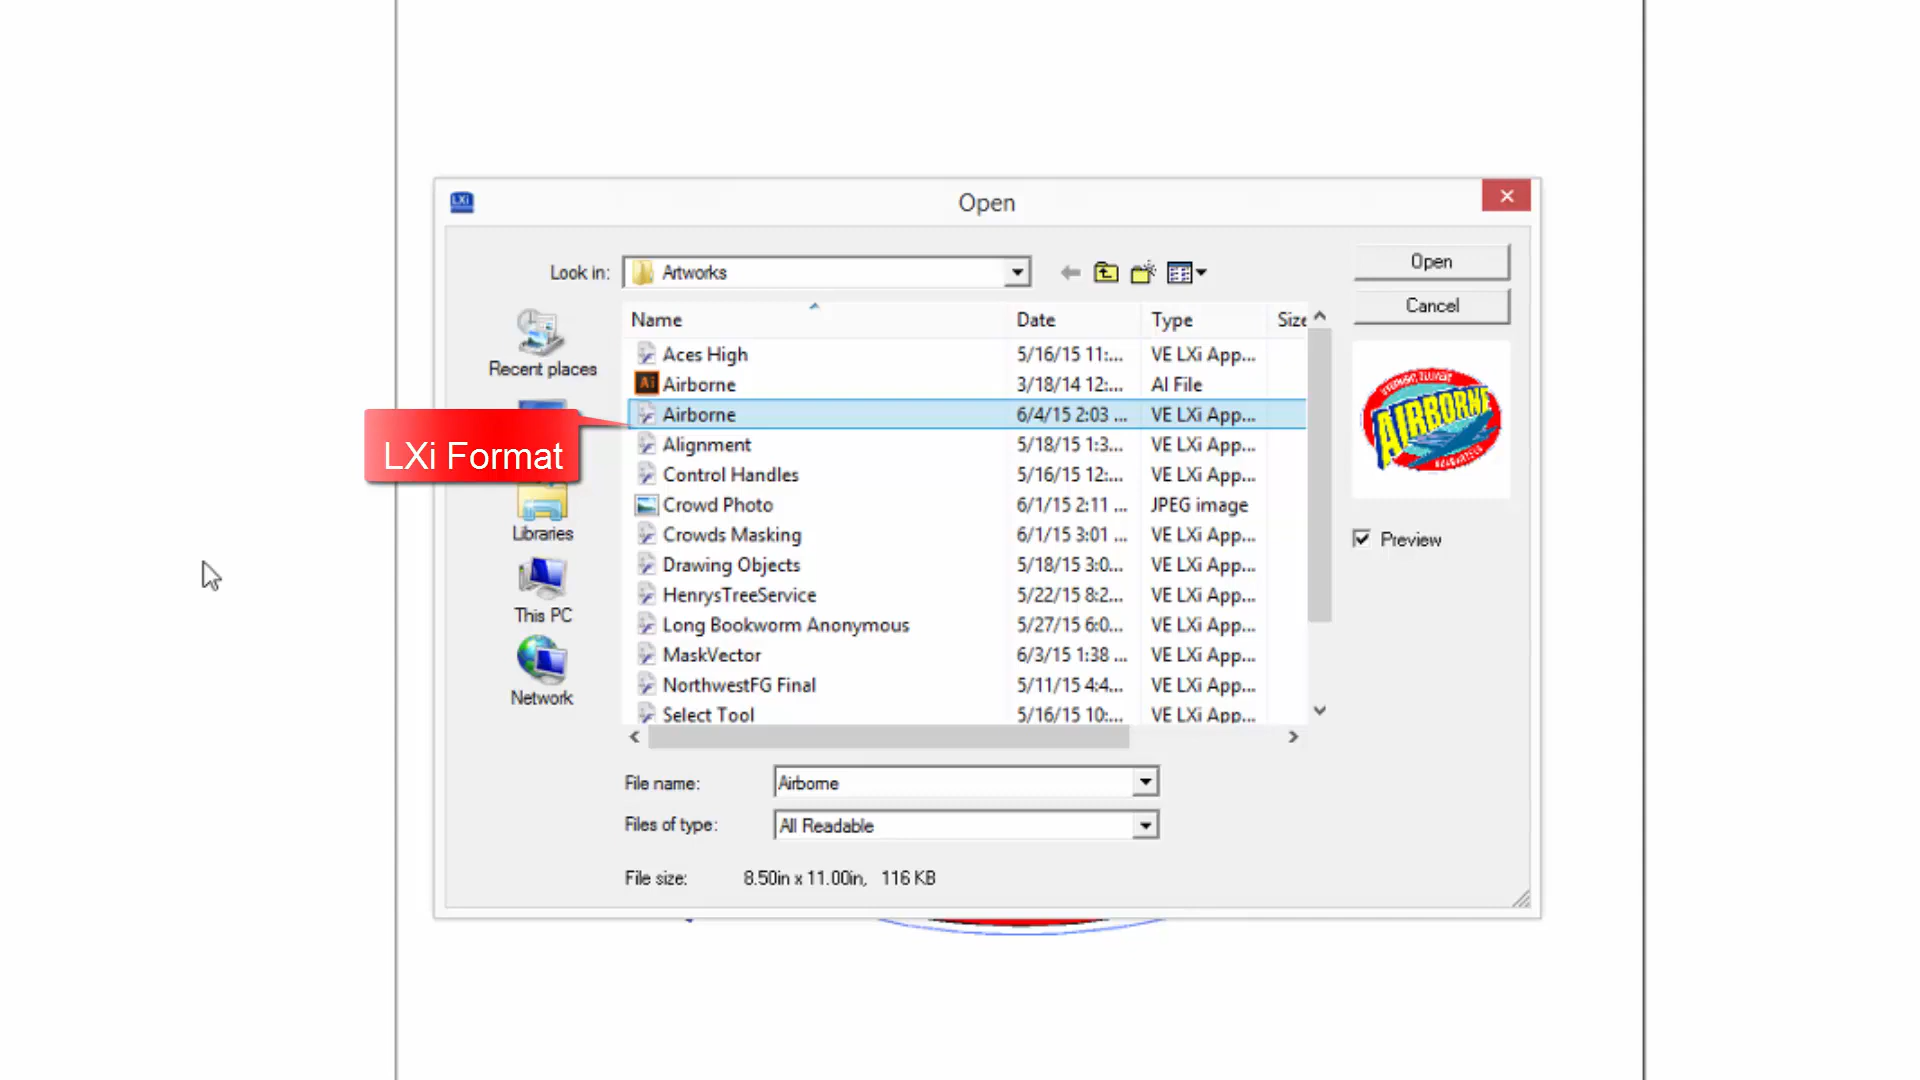 LXi
Open
Look in: Artworks
Open
Cancel
Name Date Type Size
Aces High 5/16/15 11:... VE LXi App...
Ai Airborne 3/18/14 12:... AI File
Airborne 6/4/15 2:03 ... VE LXi App...
Alignment 5/18/15 1:3... VE LXi App...
Control Handles 5/16/15 12:... VE LXi App...
Crowd Photo 6/1/15 2:11 ... JPEG image
Crowds Masking 6/1/15 3:01 ... VE LXi App...
Drawing Objects 5/18/15 3:0... VE LXi App...
HenrysTreeService 5/22/15 8:2... VE LXi App...
Long Bookworm Anonymous 5/27/15 6:0... VE LXi App...
MaskVector 6/3/15 1:38 ... VE LXi App...
NorthwestFG Final 5/11/15 4:4... VE LXi App...
Select Tool 5/16/15 10:... VE LXi App...
Recent places
LXi Format
Libraries
This PC
Network
AIRBORNE
Preview
File name: Airborne
Files of type: All Readable
File size: 8.50in x 11.00in, 116 KB